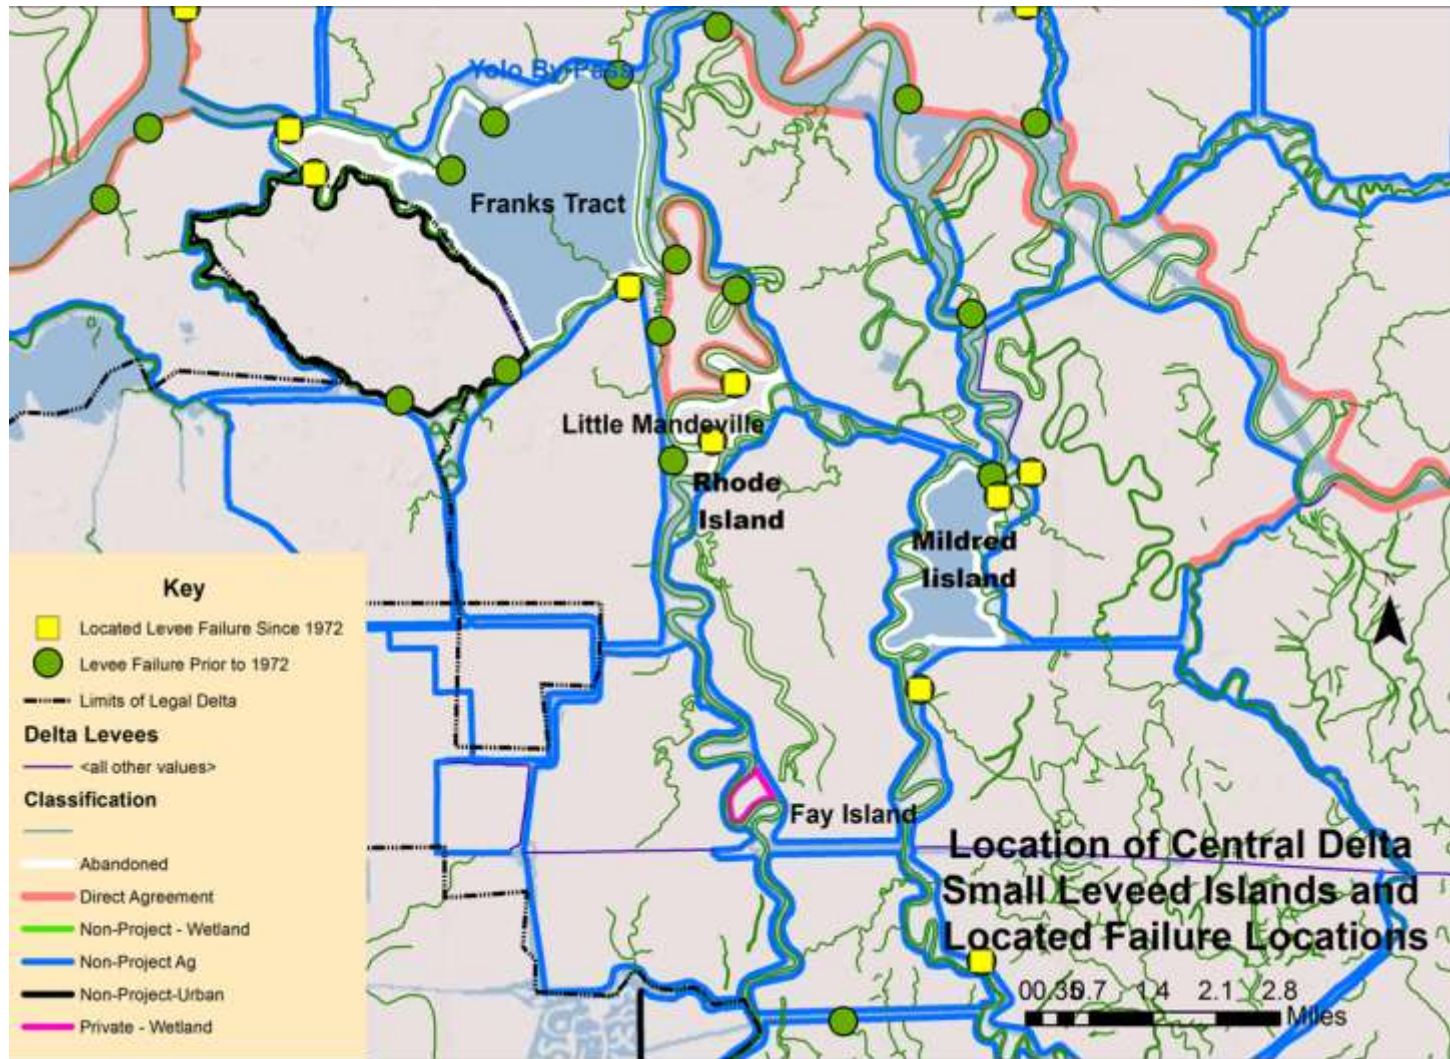 Yolo By-Pass
Franks Tract
Little Mandeville
Rhode
Island
Mildred
Iisland
Fay Island
Key
Located Levee Failure Since 1972
Levee Failure Prior to 1972
Limits of Legal Delta
Delta Levees
<all other values>
Classification
Abandoned
Direct Agreement
Non-Project - Wetland
Non-Project Ag
Non-Project-Urban
Private - Wetland
N
Location of Central Delta
Small Leveed Islands and
Located Failure Locations
00.35 0.7 1.4 2.1 2.8
Miles